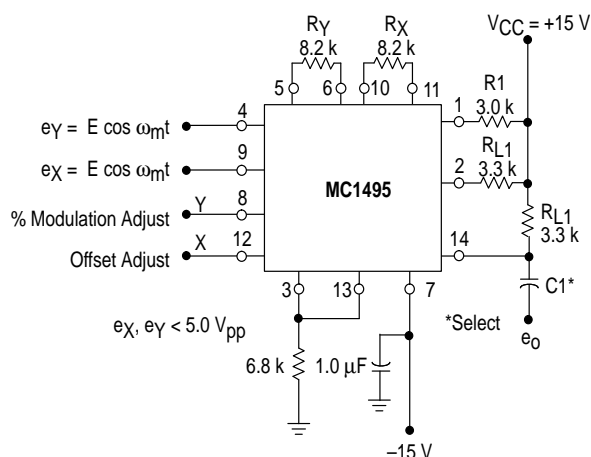 RY
8.2 k
RX
8.2 k
VCC = +15 V
5
6
10
11
R1
3.0 k
4
1
eY = E cos ωmt
9
eX = E cos ωmt
2
RL1
3.3 k
MC1495
8
% Modulation Adjust
Y
RL1
3.3 k
12
Offset Adjust
X
14
C1*
3
13
7
*Select
eo
eX, eY < 5.0 Vpp
6.8 k
1.0 μF
–15 V